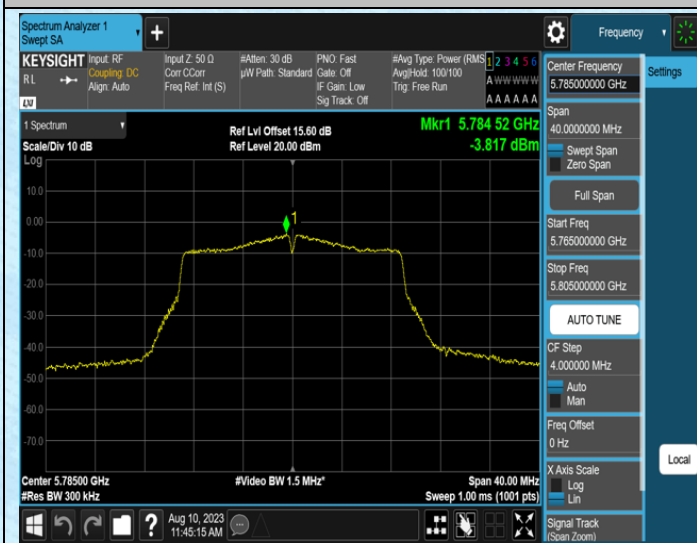 Spectrum Analyzer 1
Swept SA
+
Frequency
KEYSIGHT
RL
LXI
Input: RF
Coupling: DC
Align: Auto
Input Z: 50 Ω
Corr CCorr
Freq Ref: Int (S)
#Atten: 30 dB
µW Path: Standard
PNO: Fast
Gate: Off
IF Gain: Low
Sig Track: Off
#Avg Type: Power (RMS
Avg|Hold: 100/100
Trig: Free Run
1 2 3 4 5 6
A W W W W W
A A A A A A
1 Spectrum
Scale/Div 10 dB
Log
Ref Lvl Offset 15.60 dB
Ref Level 20.00 dBm
Mkr1 5.784 52 GHz
-3.817 dBm
10.0
0.00
-10.0
-20.0
-30.0
-40.0
-50.0
-60.0
-70.0
1
Center 5.78500 GHz
#Res BW 300 kHz
#Video BW 1.5 MHz*
Span 40.00 MHz
Sweep 1.00 ms (1001 pts)
Aug 10, 2023
11:45:15 AM
?
Center Frequency
5.785000000 GHz
Span
40.0000000 MHz
Swept Span
Zero Span
Full Span
Start Freq
5.765000000 GHz
Stop Freq
5.805000000 GHz
AUTO TUNE
CF Step
4.000000 MHz
Auto
Man
Freq Offset
0 Hz
X Axis Scale
Log
Lin
Signal Track
(Span Zoom)
Settings
Local